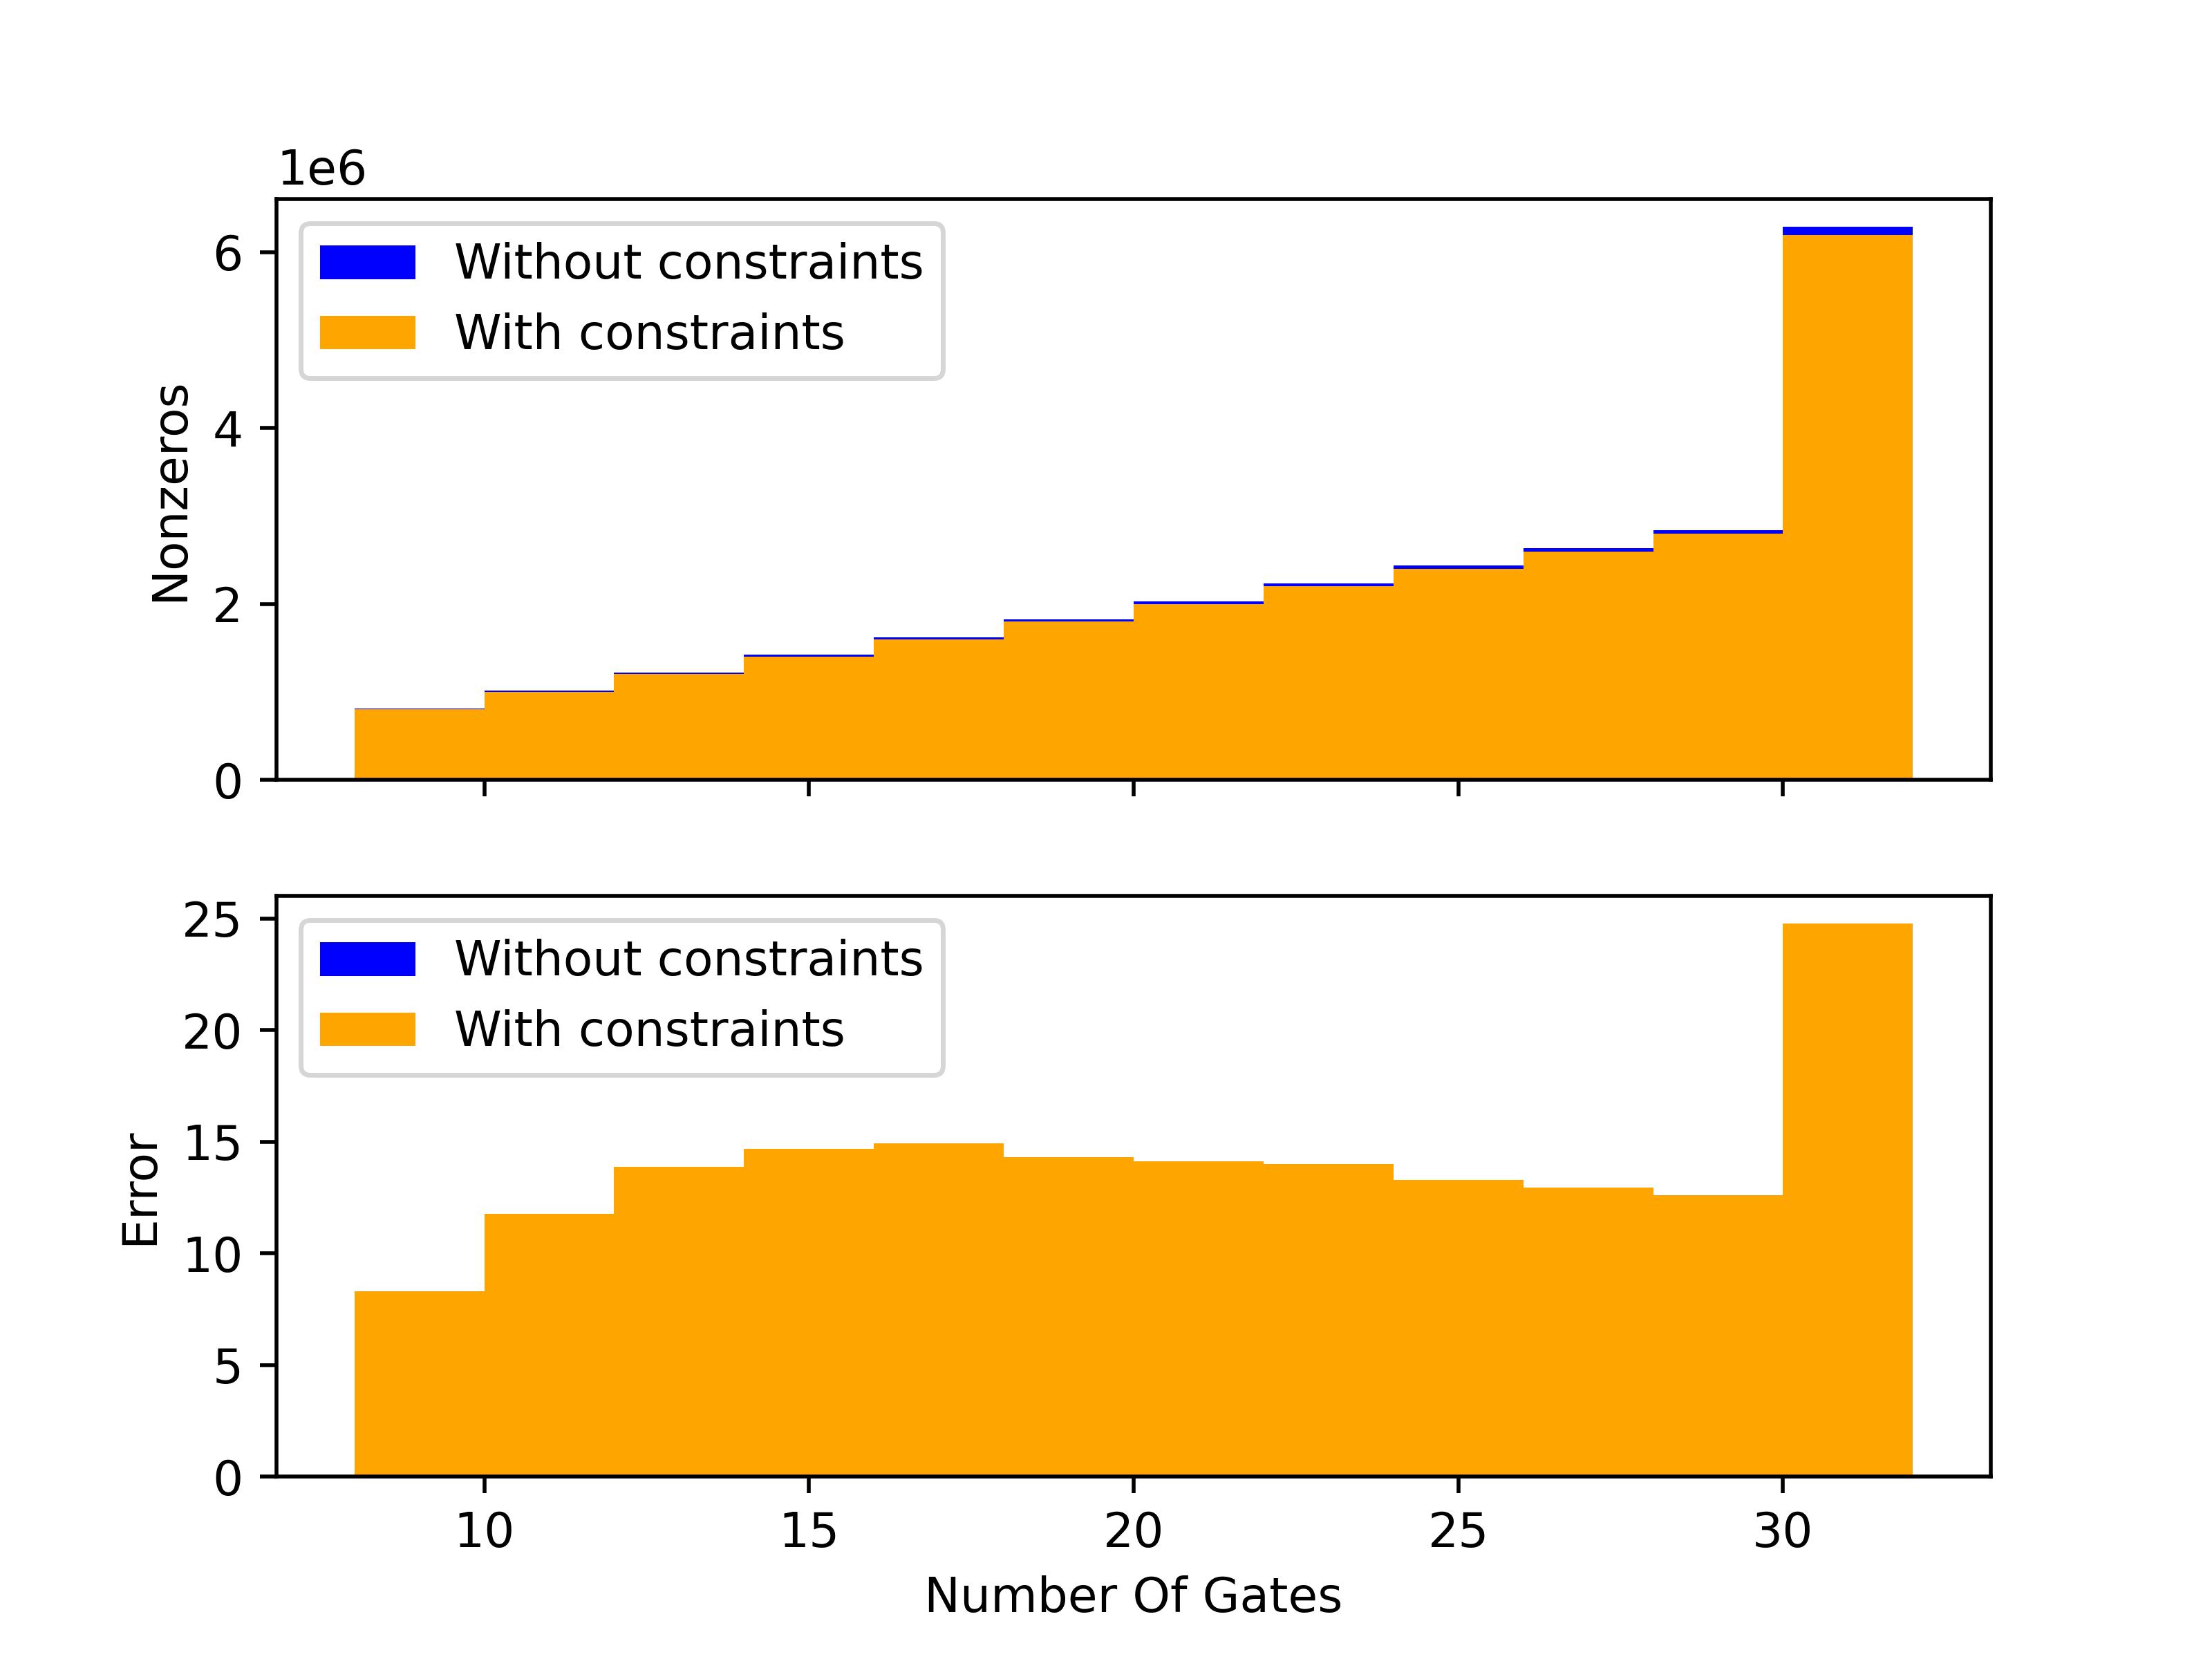 1e6
6
4
2
0
Nonzeros
Without constraints
With constraints
25
20
15
10
5
0
Error
Without constraints
With constraints
10 15 20 25 30
Number Of Gates